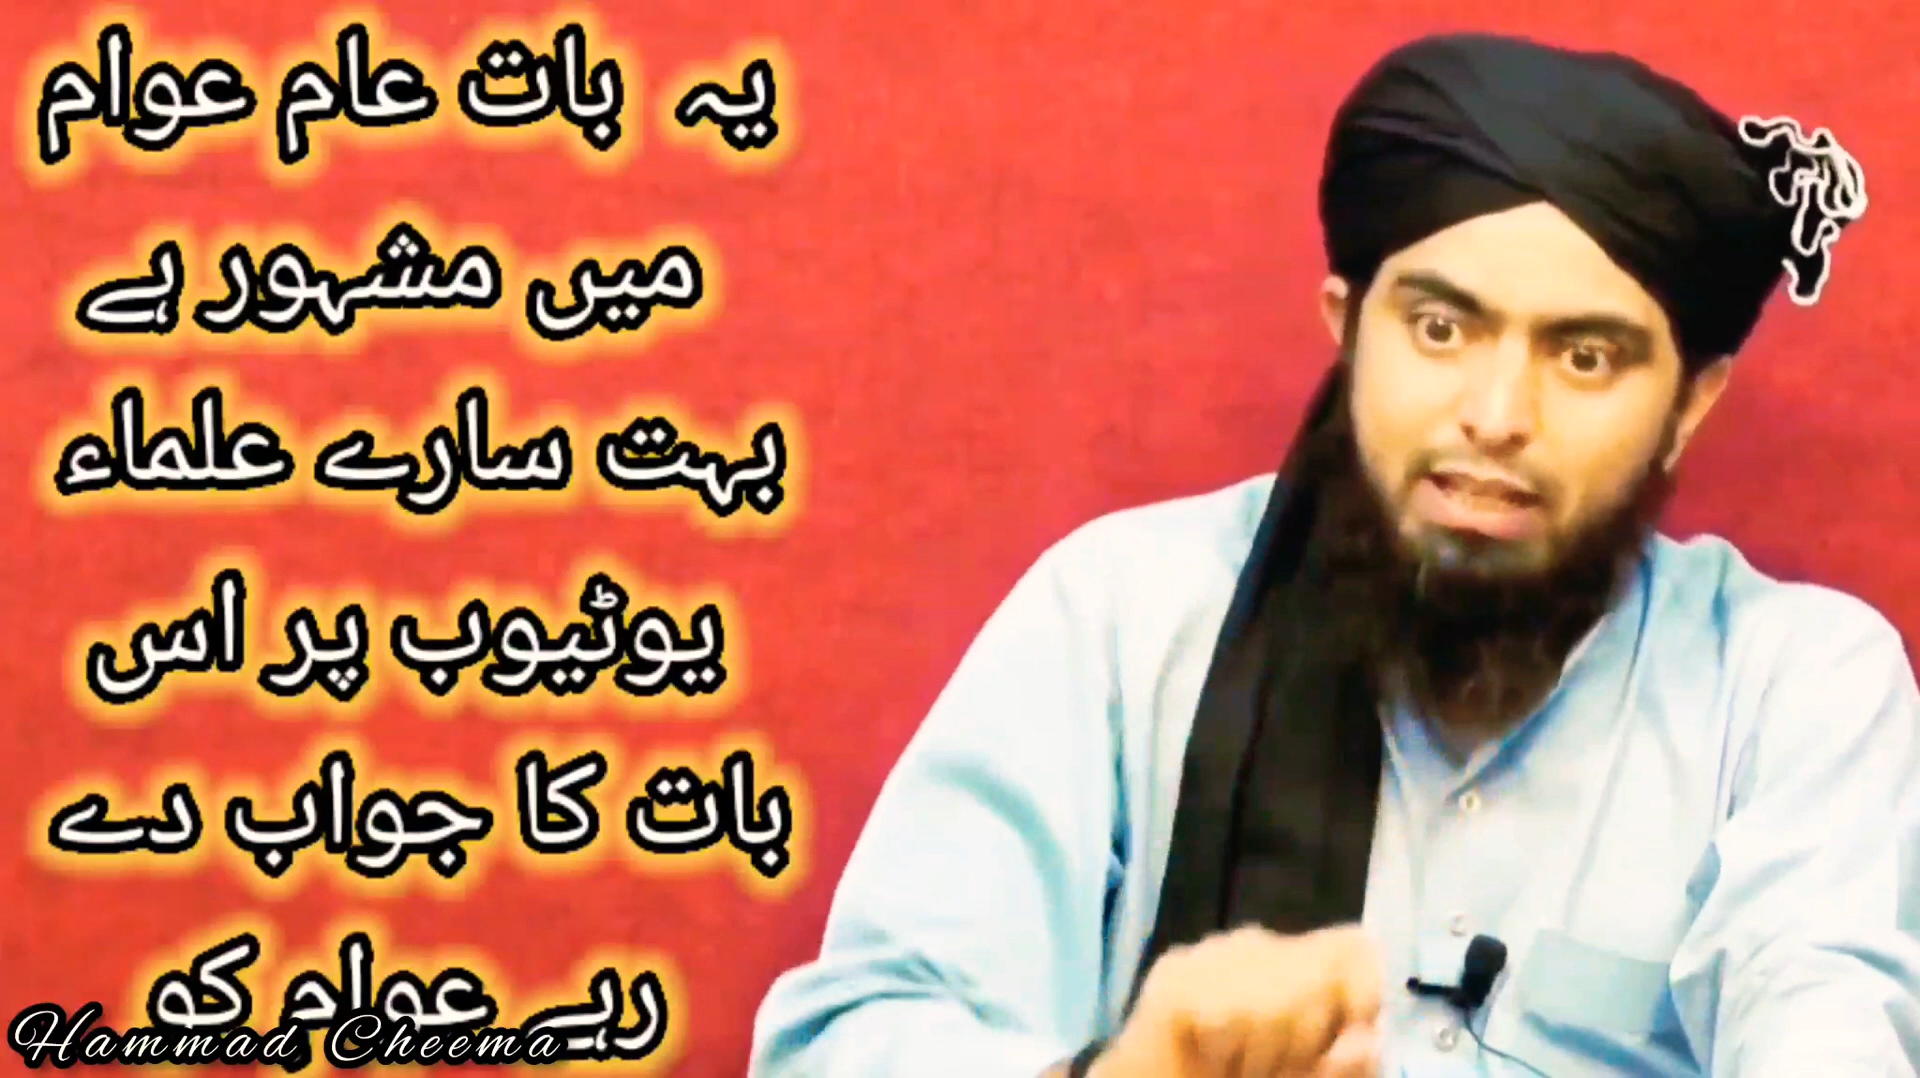 یہ بات عام عوام
میں مشہور ہے
بہت سارے علماء
یوٹیوب پر اس
بات کا جواب دے
رہے عوام کو
Hammad Cheema